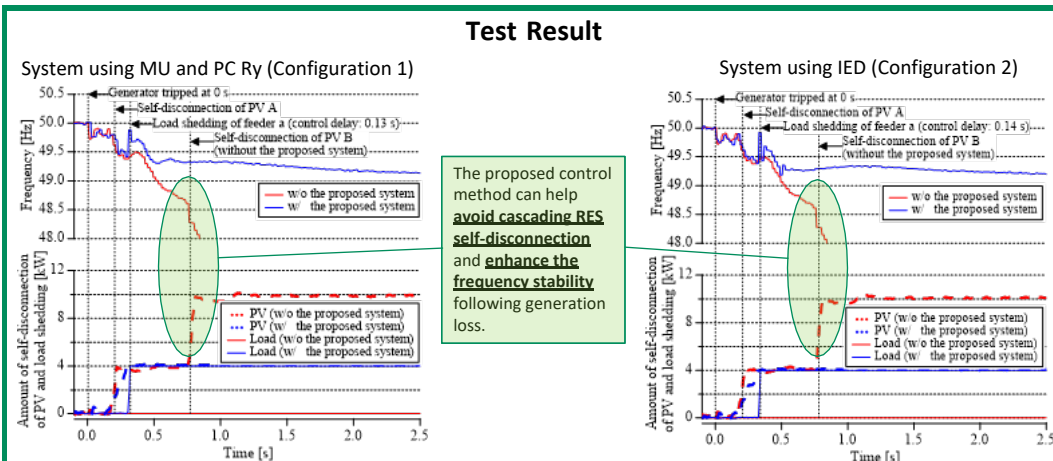 Test Result
System using MU and PC Ry (Configuration 1)
50.5
50.0
49.5
49.0
48.5
48.0
Frequency [Hz]
Generator tripped at 0 s
Self-disconnection of PV A
Load shedding of feeder a (control delay: 0.13 s)
Self-disconnection of PV B
(without the proposed system)
w/o the proposed system
w/ the proposed system
12
8
4
0
Amount of self-disconnection
of PV and load shedding [kW]
PV (w/o the proposed system)
PV (w/ the proposed system)
Load (w/o the proposed system)
Load (w/ the proposed system)
0.0 0.5 1.0 1.5 2.0 2.5
Time [s]
The proposed control
method can help
avoid cascading RES
self-disconnection
and enhance the
frequency stability
following generation
loss.
System using IED (Configuration 2)
50.5
50.0
49.5
49.0
48.5
48.0
Frequency [Hz]
Generator tripped at 0 s
Self-disconnection of PV A
Load shedding of feeder a (control delay: 0.14 s)
Self-disconnection of PV B
(without the proposed system)
w/o the proposed system
w/ the proposed system
12
8
4
0
Amount of self-disconnection
of PV and load shedding [kW]
PV (w/o the proposed system)
PV (w/ the proposed system)
Load (w/o the proposed system)
Load (w/ the proposed system)
0.0 0.5 1.0 1.5 2.0 2.5
Time [s]